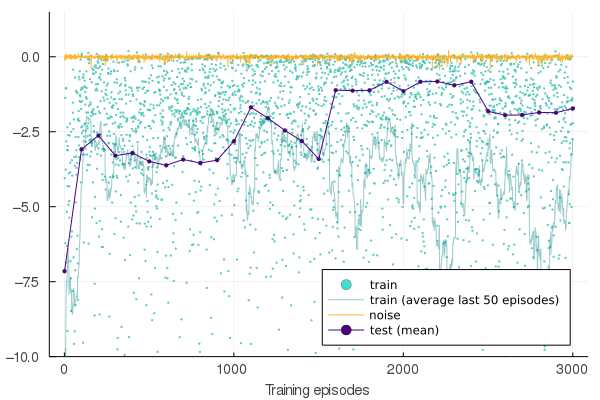 0.0
−2.5
−5.0
−7.5
−10.0
train
train (average last 50 episodes)
noise
test (mean)
0
1000
2000
3000
Training episodes